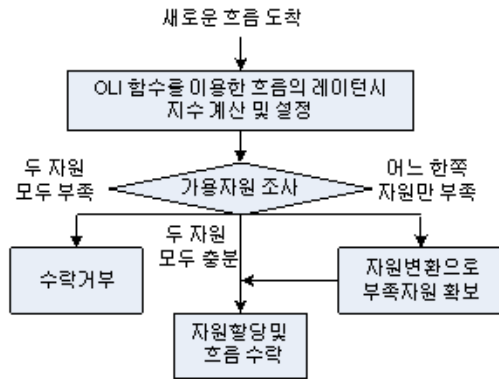 새로운 흐름 도착
OLI 함수를 이용한 흐름의 레이턴시
지수 계산 및 설정
두 자원
모두 부족
가용자원 조사
어느 한쪽
자원만 부족
두 자원
모두 충분
수락거부
자원변환으로
부족자원 확보
자원할당및
흐름 수락